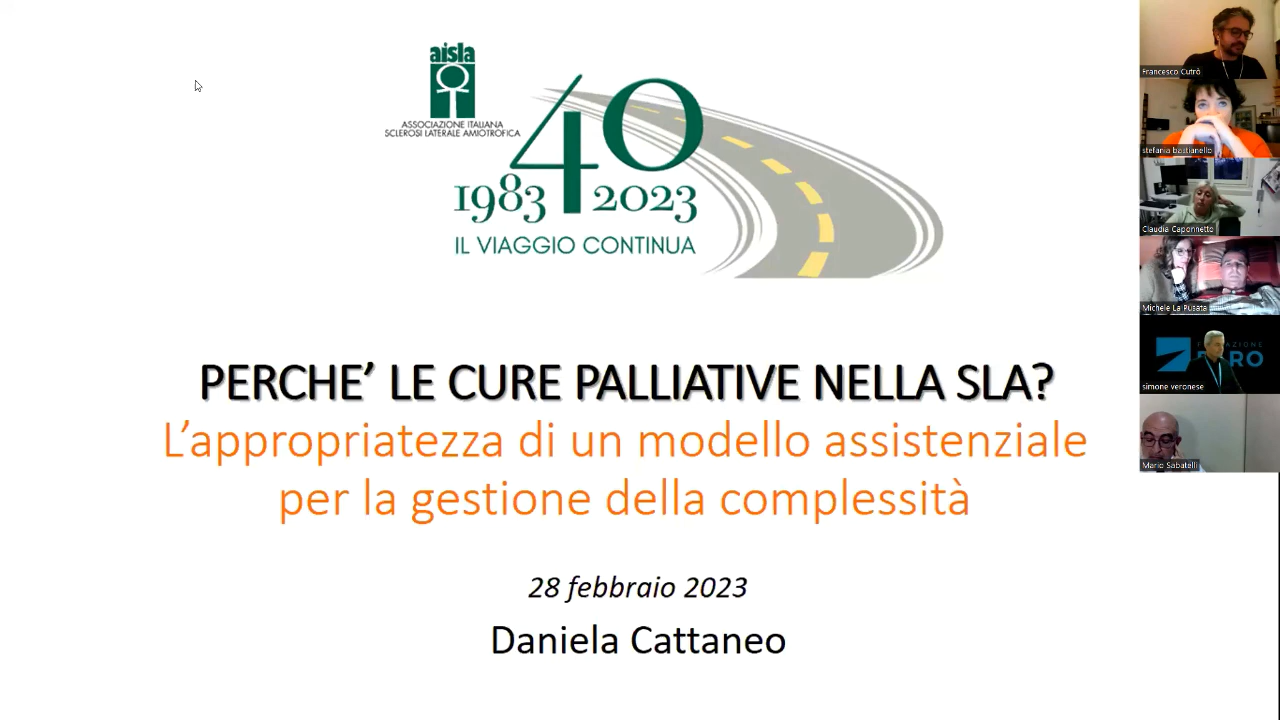 aisla
ASSOCIAZIONE ITALIANA
SCLEROSI LATERALE AMIOTROFICA
40
1983 2023
IL VIAGGIO CONTINUA
PERCHE’ LE CURE PALLIATIVE NELLA SLA?
L’appropriatezza di un modello assistenziale
per la gestione della complessità
28 febbraio 2023
Daniela Cattaneo
Francesco Cutrò
stefania bastianello
Claudia Caponnetto
Michele La Pusata
simone veronese
Mario Sabatelli